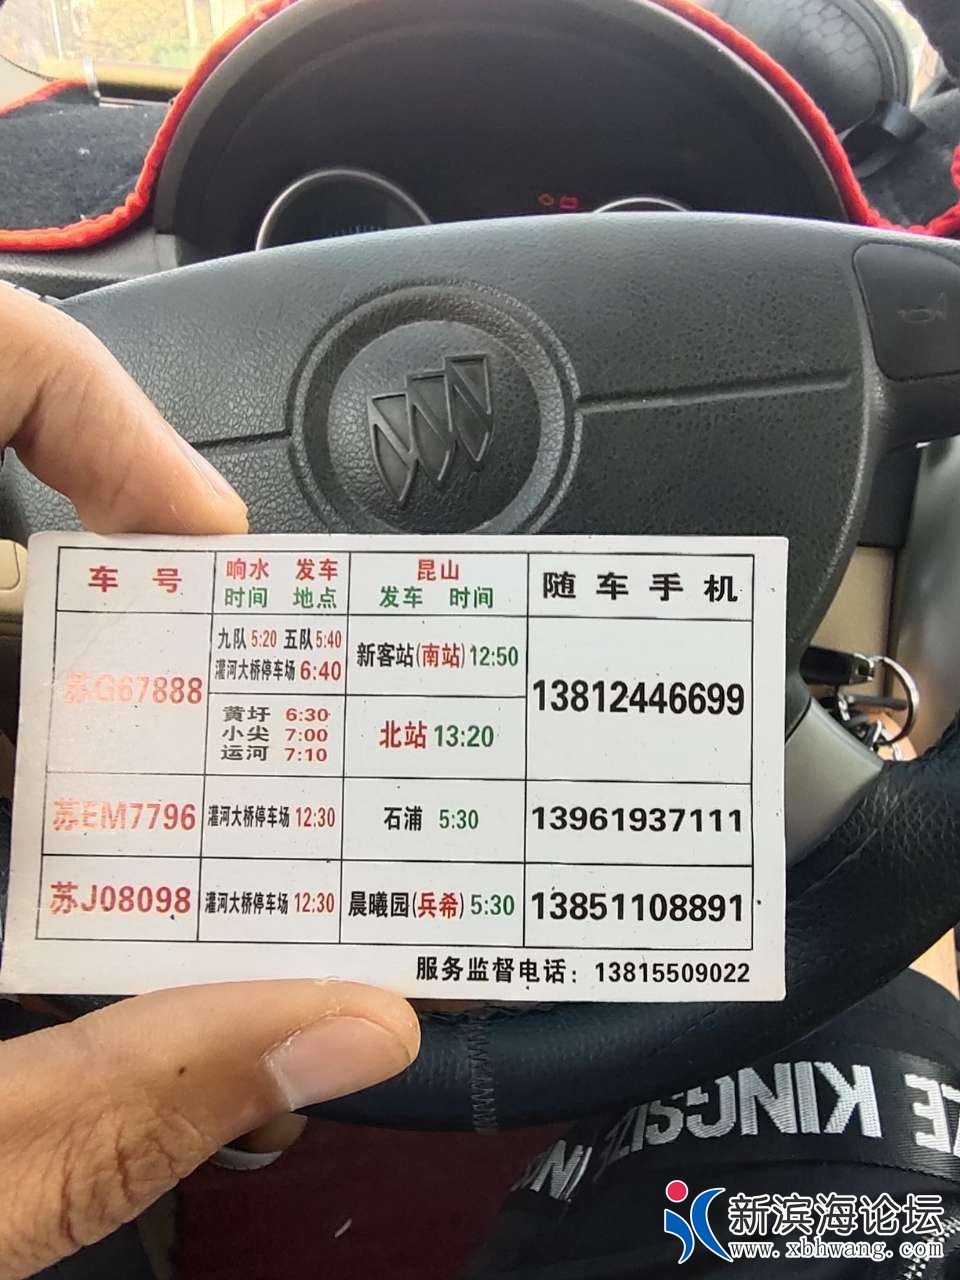 车 号 响水 发车 昆山 随 车 手 机
时间 地点 发车 时间
苏G67888 九队 5:20 五队 5:40 新客站(南站) 12:50 13812446699
灌河大桥停车场 6:40
黄圩 6:30 北站 13:20
小尖 7:00
运河 7:10
苏EM7796 灌河大桥停车场 12:30 石浦 5:30 13961937111
苏J08098 灌河大桥停车场 12:30 晨曦园(兵希) 5:30 13851108891
服务监督电话：13815509022
ZE KINGSIZE
新滨海论坛
www.xbhwang.com